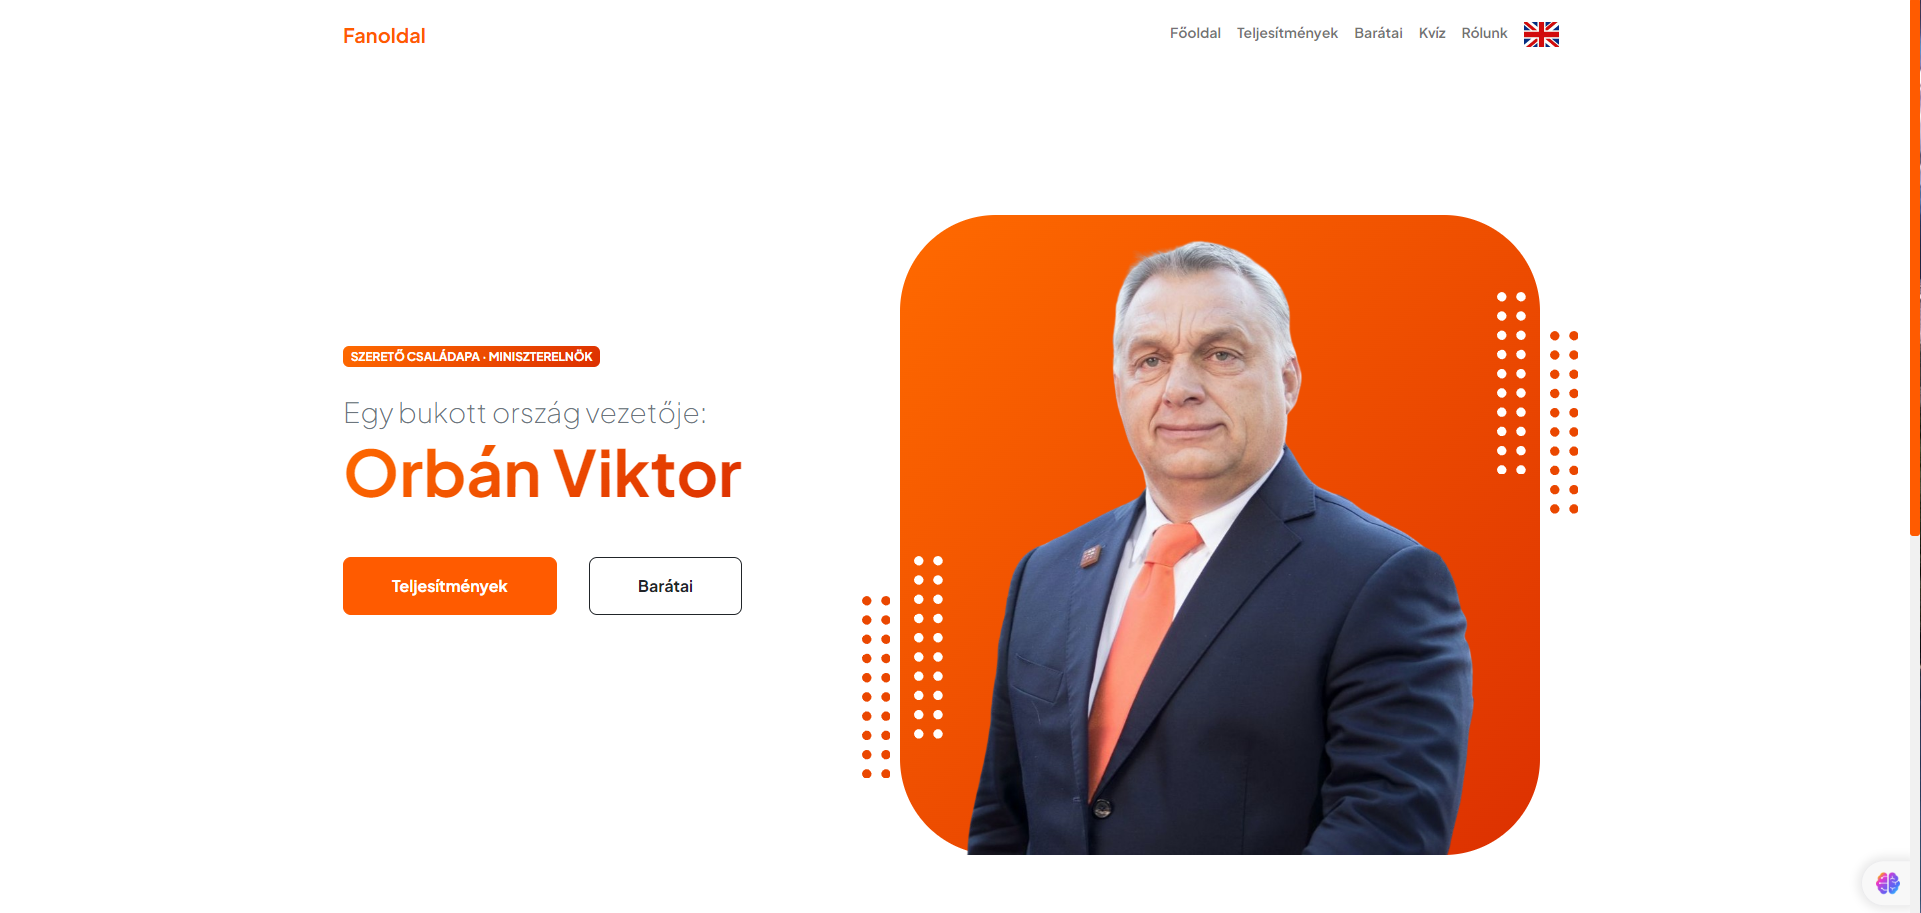 Fanoldal
Főoldal Teljesítmények Barátai Kvíz Rólunk
SZERETŐ CSALÁDAPA · MINISZTERELNÖK
Egy bukott ország vezetője:
Orbán Viktor
Teljesítmények
Barátai